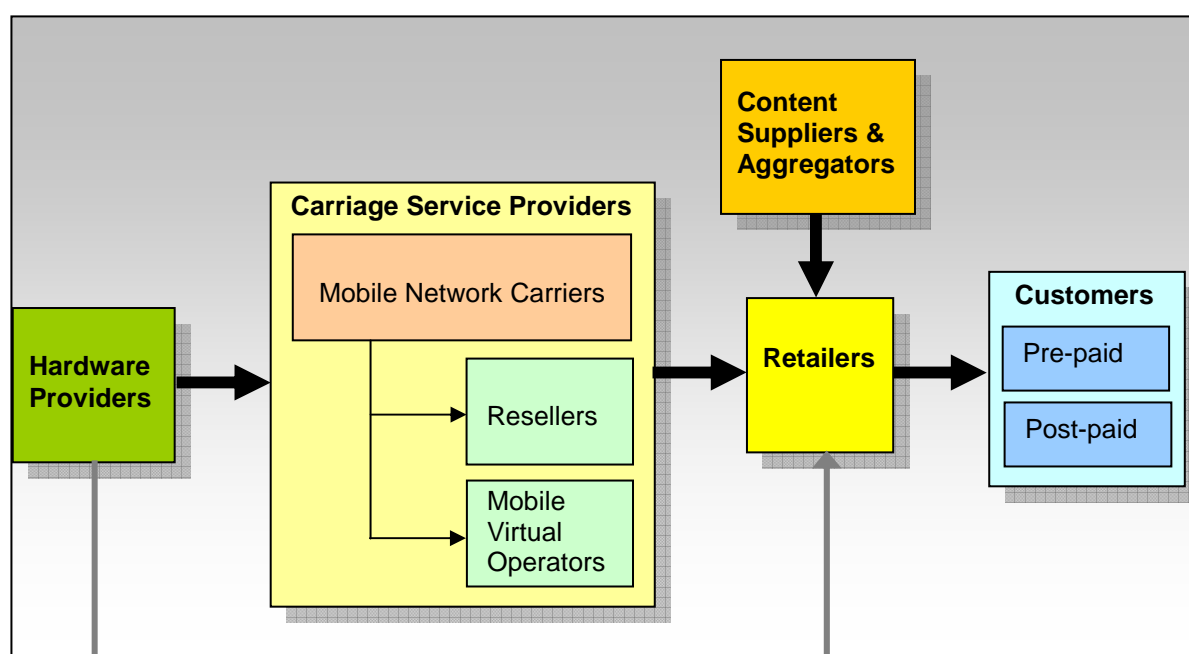 Content
Suppliers &
Aggregators
Carriage Service Providers
Mobile Network Carriers
Customers
Hardware
Providers
Retailers
Pre-paid
Resellers
Post-paid
Mobile
Virtual
Operators